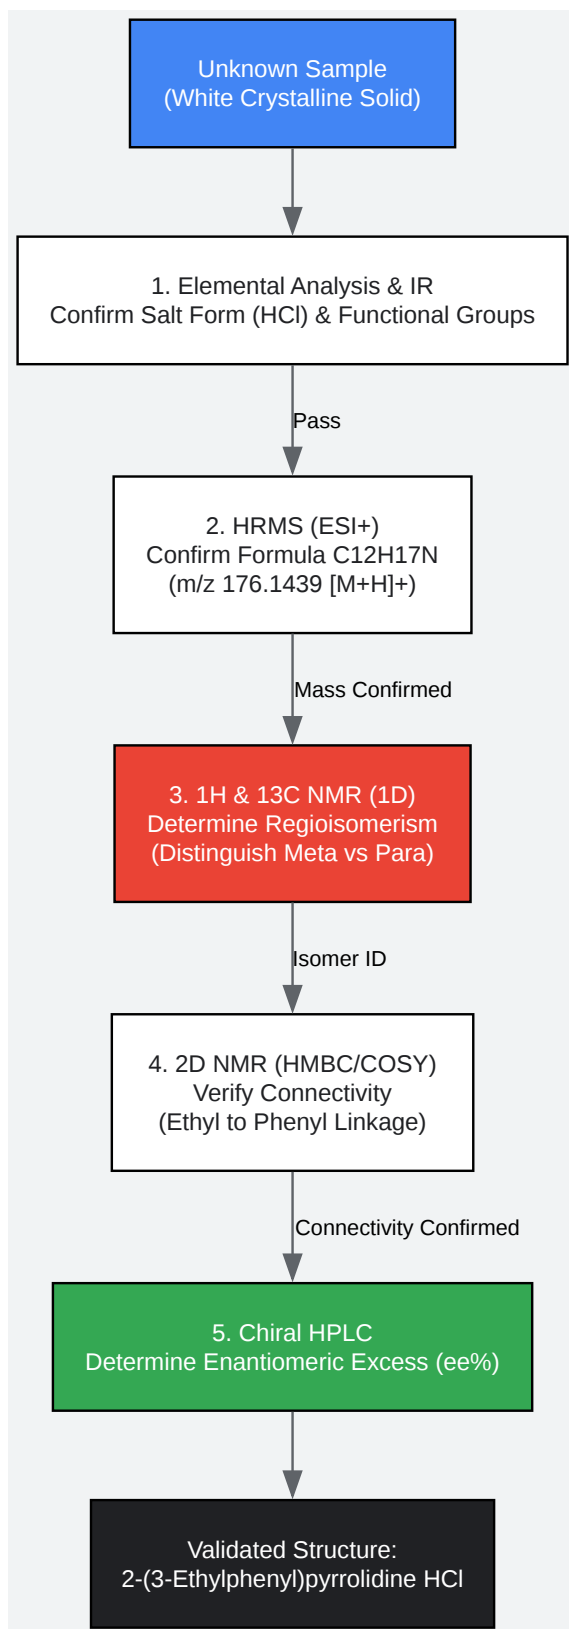 Unknown Sample
(White Crystalline Solid)
1. Elemental Analysis & IR
Confirm Salt Form (HCl) & Functional Groups
Pass
2. HRMS (ESI+)
Confirm Formula C12H17N
(m/z 176.1439 [M+H]+)
Mass Confirmed
3. 1H & 13C NMR (1D)
Determine Regioisomerism
(Distinguish Meta vs Para)
Isomer ID
4. 2D NMR (HMBC/COSY)
Verify Connectivity
(Ethyl to Phenyl Linkage)
Connectivity Confirmed
5. Chiral HPLC
Determine Enantiomeric Excess (ee%)
Validated Structure:
2-(3-Ethylphenyl)pyrrolidine HCl